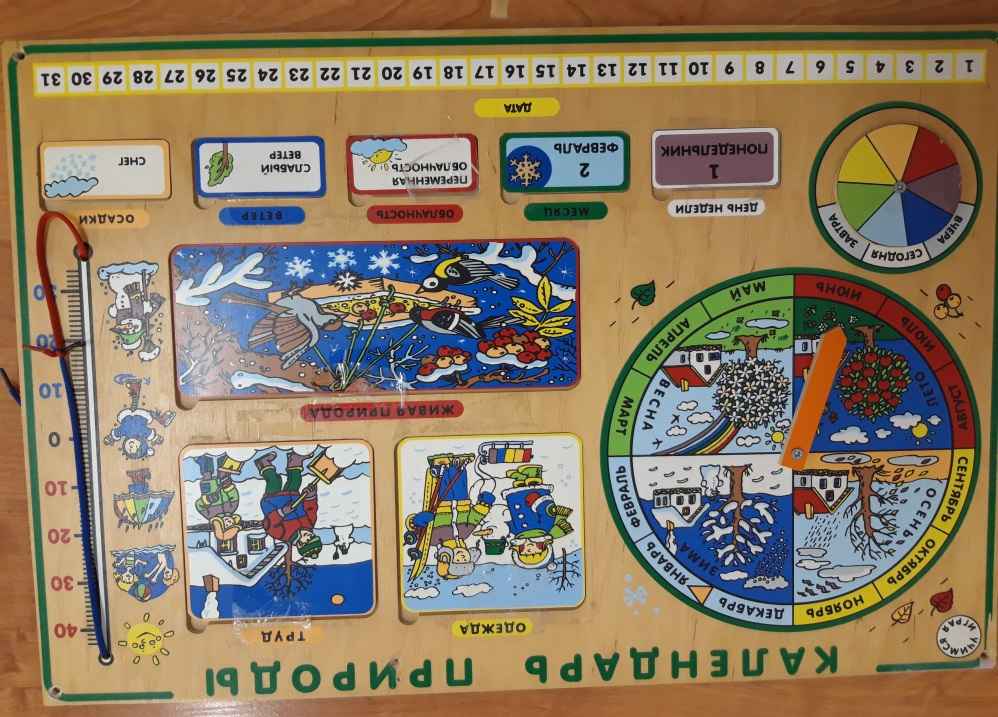 КАЛЕНДАРЬ ПРИРОДЫ
УЧИМСЯ
ИГРАЯ
ДЕКАБРЬ
ЯНВАРЬ
ФЕВРАЛЬ
МАРТ
АПРЕЛЬ
МАЙ
ИЮНЬ
ИЮЛЬ
АВГУСТ
СЕНТЯБРЬ
ОКТЯБРЬ
НОЯБРЬ
ЗИМА
ВЕСНА
ЛЕТО
ОСЕНЬ
ОДЕЖДА
ТРУД
ЖИВАЯ ПРИРОДА
40
30
20
10
0
10
20
30
ВЧЕРА
СЕГОДНЯ
ЗАВТРА
ДЕНЬ НЕДЕЛИ
1
ПОНЕДЕЛЬНИК
МЕСЯЦ
2
ФЕВРАЛЬ
ОБЛАЧНОСТЬ
ПЕРЕМЕННАЯ
ОБЛАЧНОСТЬ
ВЕТЕР
СЛАБЫЙ
ВЕТЕР
ОСАДКИ
СНЕГ
ДАТА
1 2 3 4 5 6 7 8 9 10 11 12 13 14 15 16 17 18 19 20 21 22 23 24 25 26 27 28 29 30 31